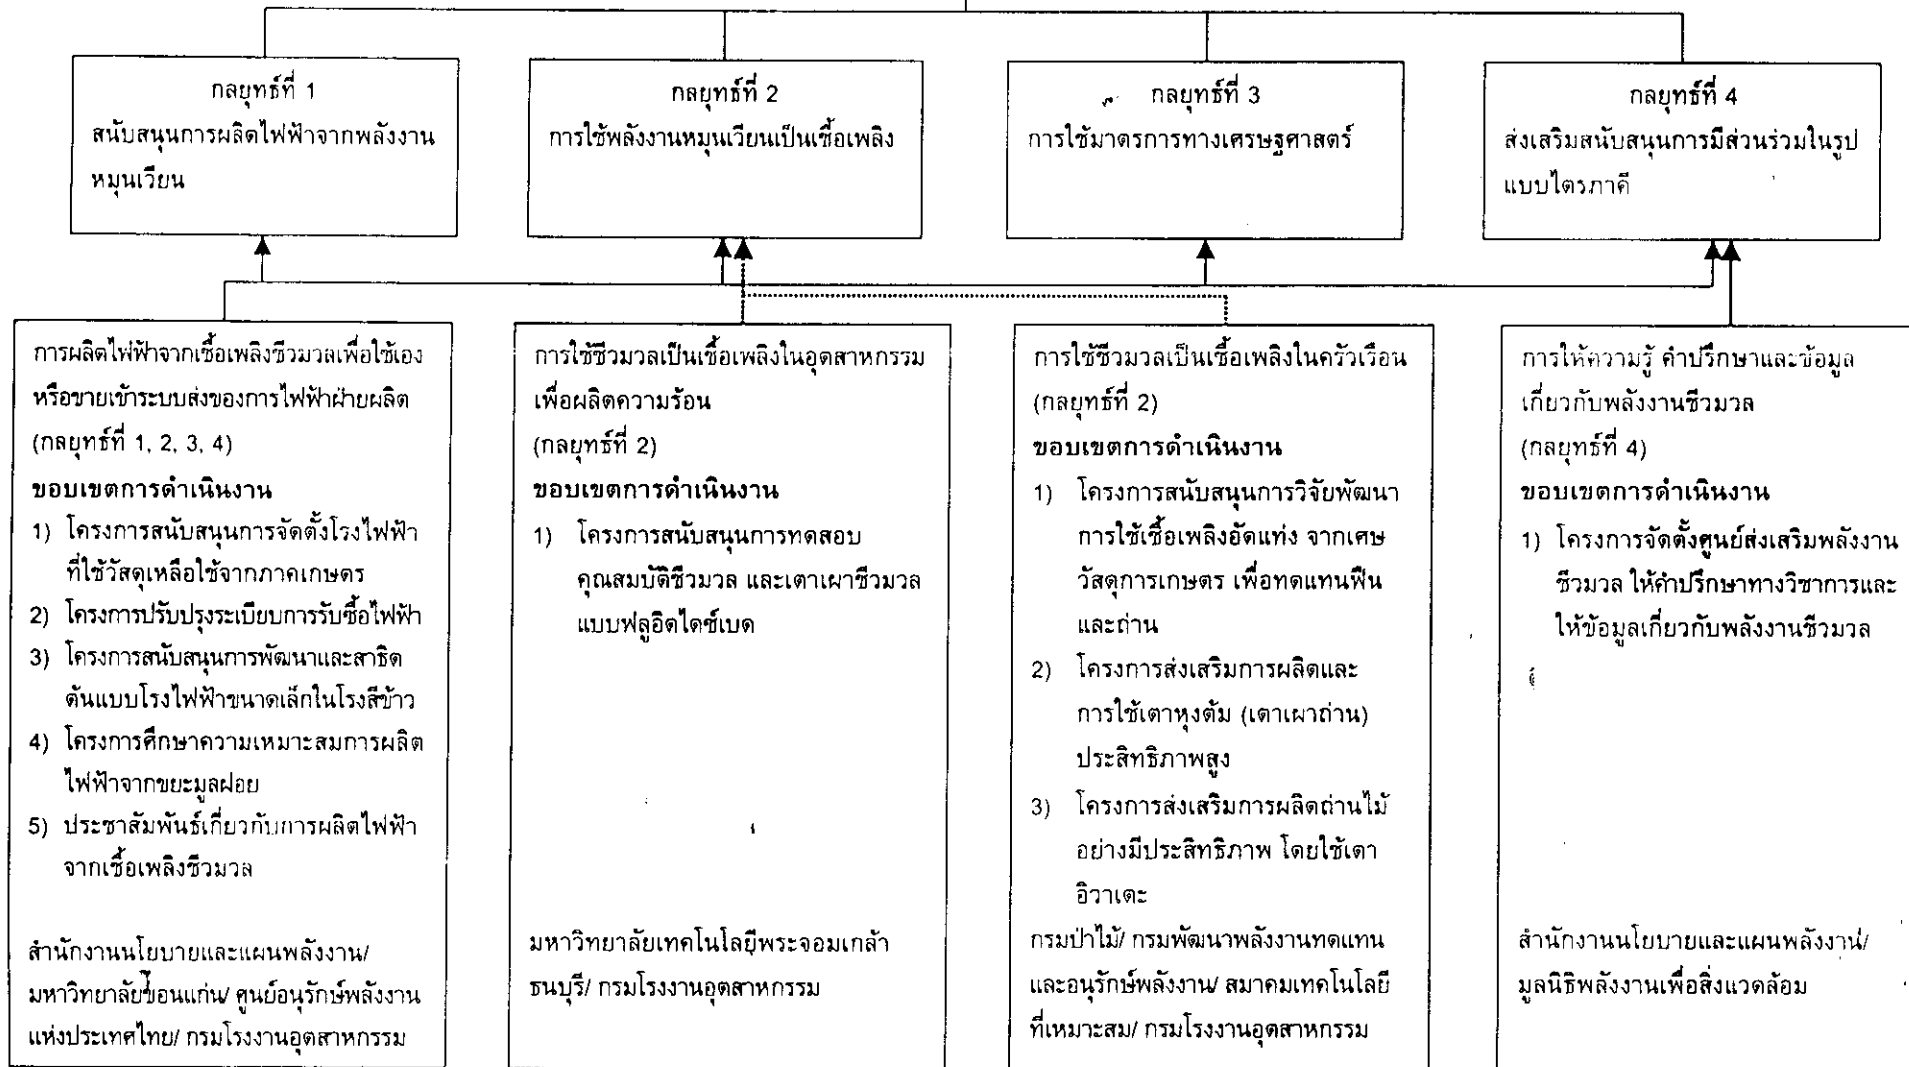 กลยุทธ์ที่ 1
สนับสนุนการผลิตไฟฟ้าจากพลังงาน
หมุนเวียน
กลยุทธ์ที่ 2
การใช้พลังงานหมุนเวียนเป็นเชื้อเพลิง
กลยุทธ์ที่ 3
การใช้มาตรการทางเศรษฐศาสตร์
กลยุทธ์ที่ 4
ส่งเสริมสนับสนุนการมีส่วนร่วมในรูป
แบบไตรภาคี
การผลิตไฟฟ้าจากเชื้อเพลิงชีวมวลเพื่อใช้เอง
หรือขายเข้าระบบส่งของการไฟฟ้าฝ่ายผลิต
(กลยุทธ์ที่ 1, 2, 3, 4)
ขอบเขตการดำเนินงาน
1) โครงการสนับสนุนการจัดตั้งโรงไฟฟ้า
ที่ใช้วัสดุเหลือใช้จากภาคเกษตร
2) โครงการปรับปรุงระเบียบการรับซื้อไฟฟ้า
3) โครงการสนับสนุนการพัฒนาและสาธิต
ต้นแบบโรงไฟฟ้าขนาดเล็กในโรงสีข้าว
4) โครงการศึกษาความเหมาะสมการผลิต
ไฟฟ้าจากขยะมูลฝอย
5) ประชาสัมพันธ์เกี่ยวกับการผลิตไฟฟ้า
จากเชื้อเพลิงชีวมวล
สำนักงานนโยบายและแผนพลังงาน/
มหาวิทยาลัยขอนแก่น/ ศูนย์อนุรักษ์พลังงาน
แห่งประเทศไทย/ กรมโรงงานอุตสาหกรรม
การใช้ชีวมวลเป็นเชื้อเพลิงในอุตสาหกรรม
เพื่อผลิตความร้อน
(กลยุทธ์ที่ 2)
ขอบเขตการดำเนินงาน
1) โครงการสนับสนุนการทดสอบ
คุณสมบัติชีวมวล และเตาเผาชีวมวล
แบบฟลูอิดไดซ์เบด
มหาวิทยาลัยเทคโนโลยีพระจอมเกล้า
ธนบุรี/ กรมโรงงานอุตสาหกรรม
การใช้ชีวมวลเป็นเชื้อเพลิงในครัวเรือน
(กลยุทธ์ที่ 2)
ขอบเขตการดำเนินงาน
1) โครงการสนับสนุนการวิจัยพัฒนา
การใช้เชื้อเพลิงอัดแท่ง จากเศษ
วัสดุการเกษตร เพื่อทดแทนฟืน
และถ่าน
2) โครงการส่งเสริมการผลิตและ
การใช้เตาหุงต้ม (เตาเผาถ่าน)
ประสิทธิภาพสูง
3) โครงการส่งเสริมการผลิตถ่านไม้
อย่างมีประสิทธิภาพ โดยใช้เตา
อิวาเตะ
กรมป่าไม้/ กรมพัฒนาพลังงานทดแทน
และอนุรักษ์พลังงาน/ สมาคมเทคโนโลยี
ที่เหมาะสม/ กรมโรงงานอุตสาหกรรม
การให้ความรู้ คำปรึกษาและข้อมูล
เกี่ยวกับพลังงานชีวมวล
(กลยุทธ์ที่ 4)
ขอบเขตการดำเนินงาน
1) โครงการจัดตั้งศูนย์ส่งเสริมพลังงาน
ชีวมวล ให้คำปรึกษาทางวิชาการและ
ให้ข้อมูลเกี่ยวกับพลังงานชีวมวล
สำนักงานนโยบายและแผนพลังงาน/
มูลนิธิพลังงานเพื่อสิ่งแวดล้อม